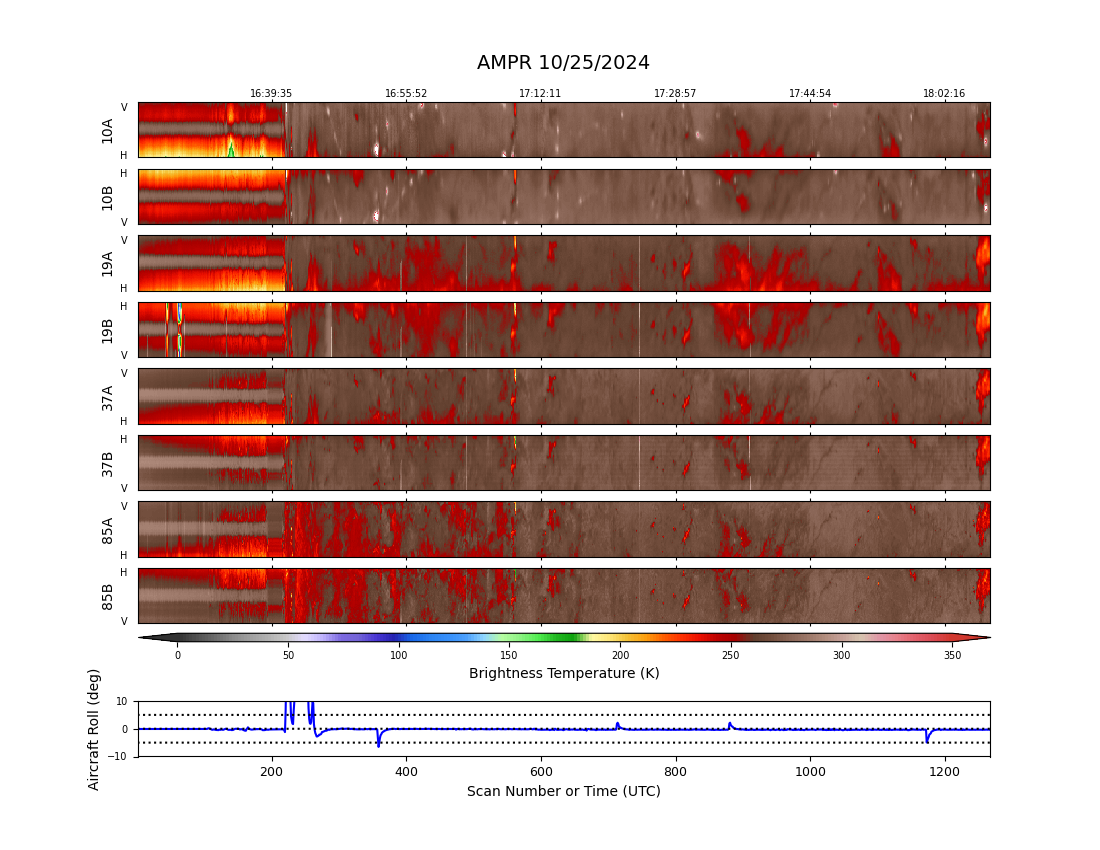 AMPR 10/25/2024
16:39:35 16:55:52 17:12:11 17:28:57 17:44:54 18:02:16
V
10A
H
H
10B
V
V
19A
H
H
19B
V
V
37A
H
H
37B
V
V
85A
H
H
85B
V
0 50 100 150 200 250 300 350
Brightness Temperature (K)
Aircraft Roll (deg)
10
0
−10
200 400 600 800 1000 1200
Scan Number or Time (UTC)